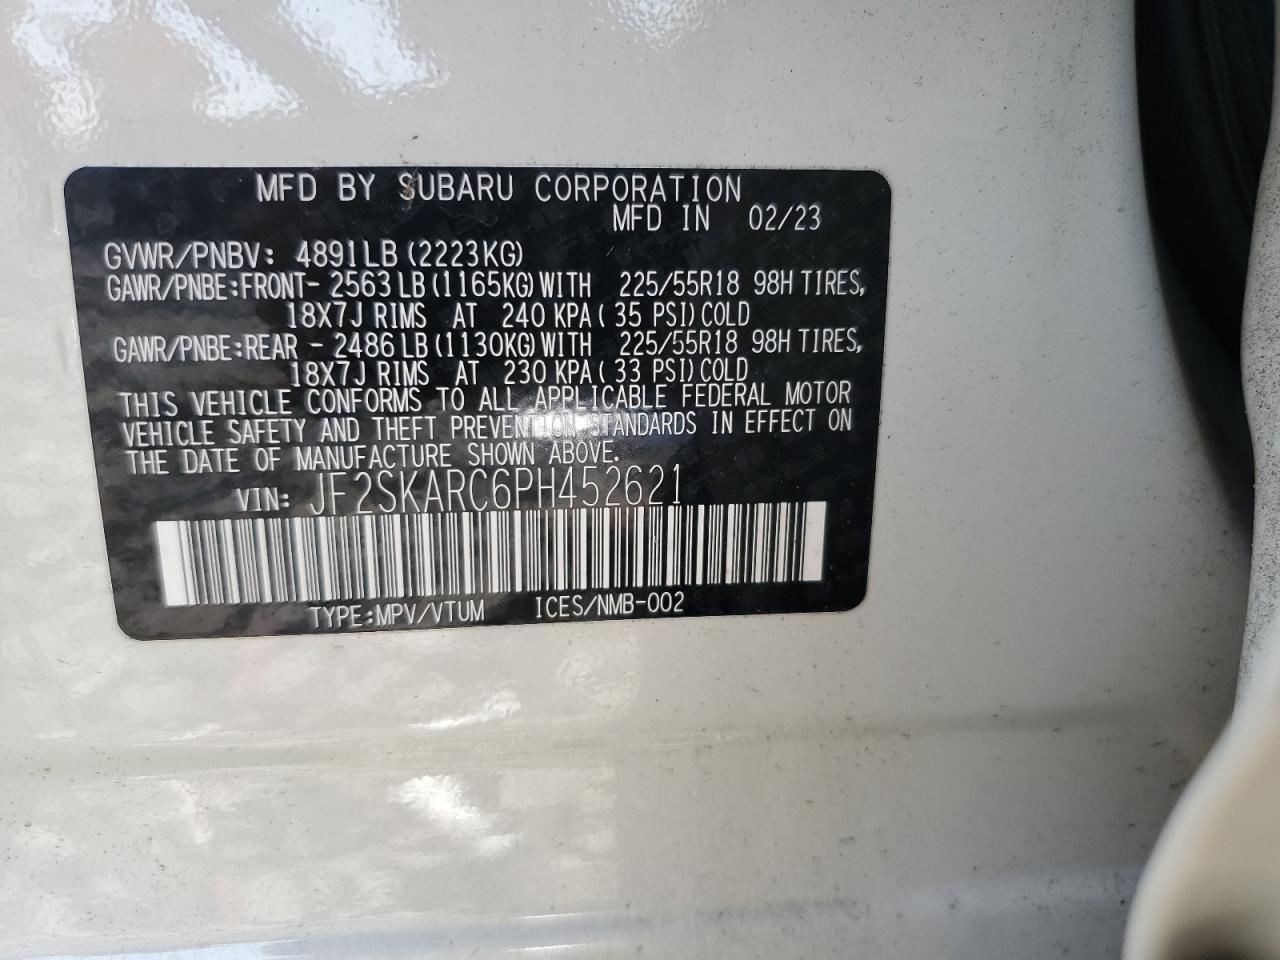 MFD BY SUBARU CORPORATION
MFD IN 02/23
GVWR/PNBV: 4891LB (2223KG)
GAWR/PNBE:FRONT- 2563LB (1165KG)WITH 225/55R18 98H TIRES,
18X7J RIMS AT 240 KPA( 35 PSI)COLD
GAWR/PNBE:REAR - 2486LB (1130KG)WITH 225/55R18 98H TIRES,
18X7J RIMS AT 230 KPA( 33 PSI)COLD
THIS VEHICLE CONFORMS TO ALL APPLICABLE FEDERAL MOTOR
VEHICLE SAFETY AND THEFT PREVENTION STANDARDS IN EFFECT ON
THE DATE OF MANUFACTURE SHOWN ABOVE.
VIN: JF2SKARC6PH452621
TYPE:MPV/VTUM ICES/NMB-002